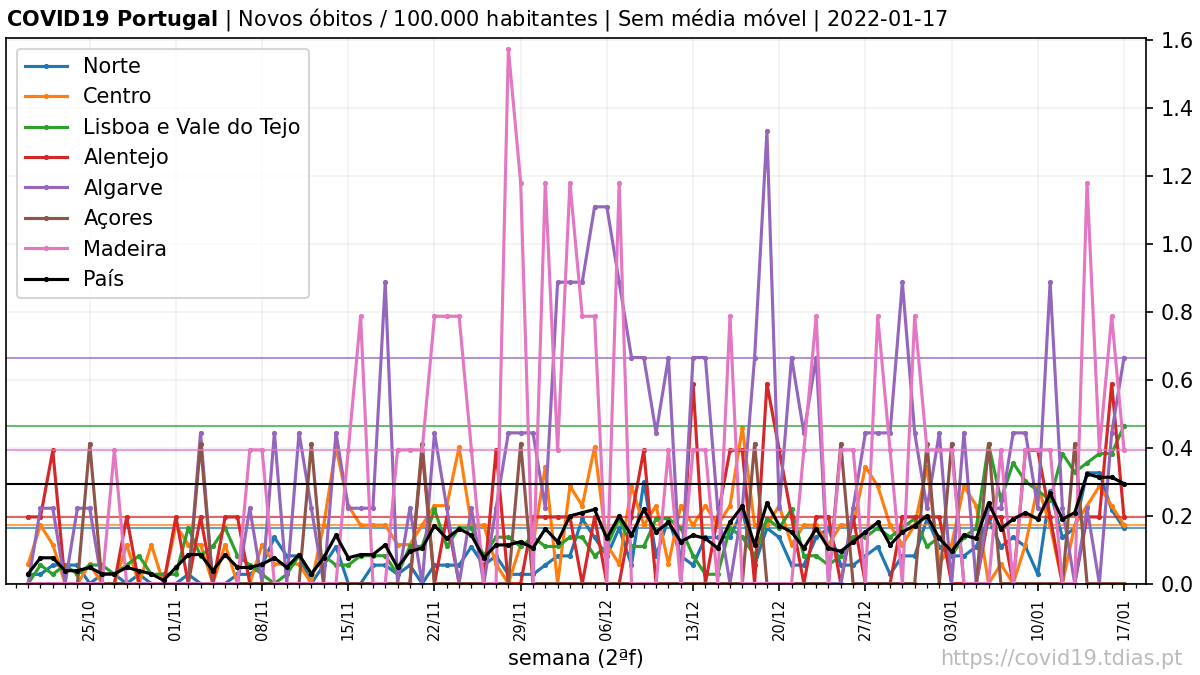 COVID19 Portugal | Novos óbitos / 100.000 habitantes | Sem média móvel | 2022-01-17
Norte
Centro
Lisboa e Vale do Tejo
Alentejo
Algarve
Açores
Madeira
País
1.6
1.4
1.2
1.0
0.8
0.6
0.4
0.2
0.0
25/10 01/11 08/11 15/11 22/11 29/11 06/12 13/12 20/12 27/12 03/01 10/01 17/01
semana (2ªf)
https://covid19.tdias.pt